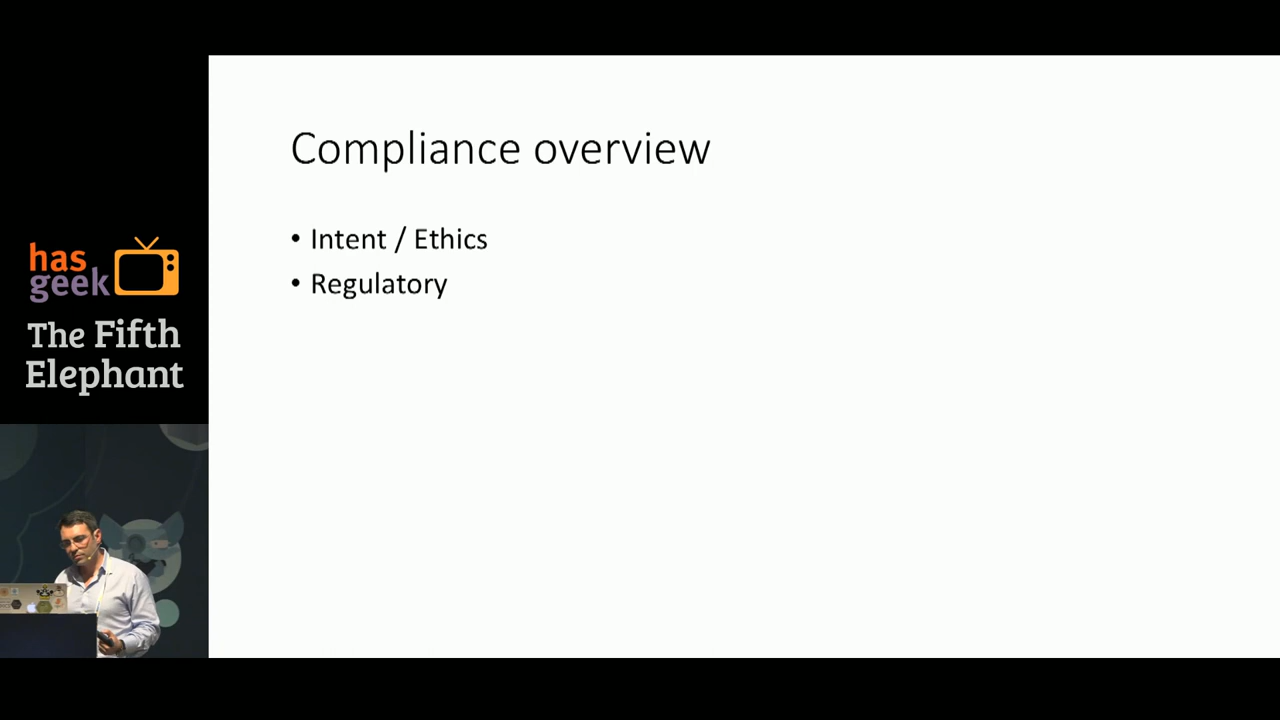 Compliance overview
• Intent / Ethics
• Regulatory
has
geek
The Fifth
Elephant